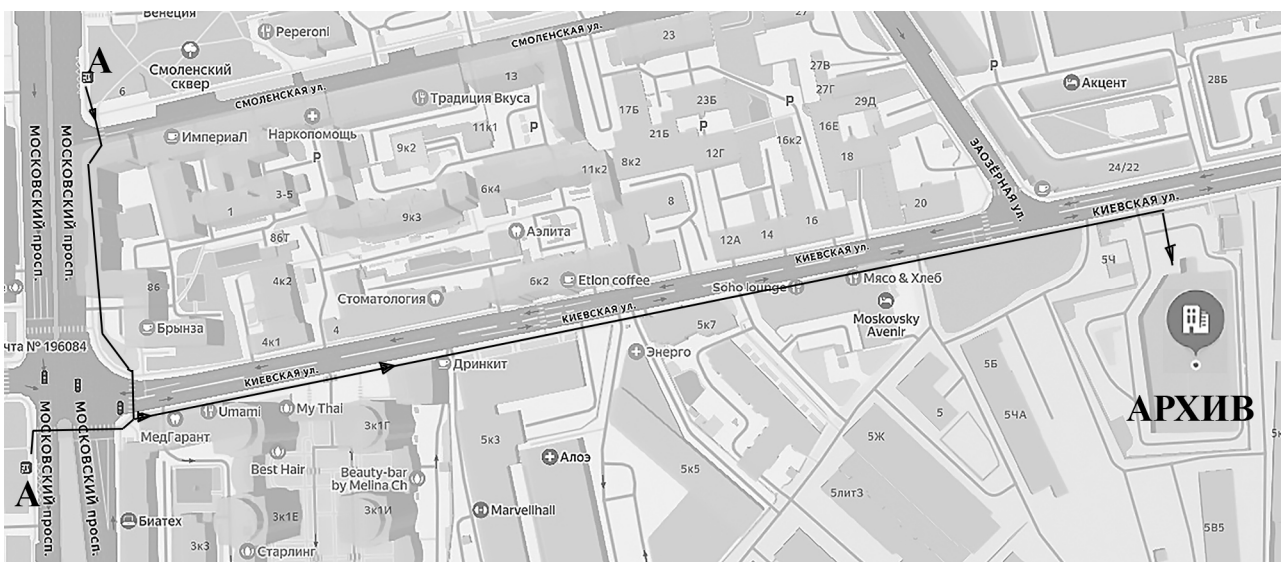 Венеция
Peperoni
СМОЛЕНСКАЯ УЛ.
23
27
А
Смоленский
сквер
6
13
27В
Р
Акцент
28Б
СМОЛЕНСКАЯ УЛ.
Традиция Вкуса
17Б
23Б
27Г
29Д
Р
МОСКОВСКИЙ просп.
МОСКОВСКИЙ просп.
ИмпериаЛ
Наркопомощь
11к1
Р
21Б
Р
16Е
9к2
12Г
16к2
18
ЗАОЗЁРНАЯ УЛ.
24/22
Р
11к2
8к2
3-5
6к4
1
9к3
8
16
20
КИЕВСКАЯ УЛ.
86Т
Аэлита
12А
14
КИЕВСКАЯ УЛ.
5Ч
86
4к2
6к2
Etlon coffee
Soho lounge
Мясо & Хлеб
Стоматология
КИЕВСКАЯ УЛ.
Moskovsky
Avenir
Брынза
4
5к7
чта № 196084
4к1
Энерго
5Б
КИЕВСКАЯ УЛ.
Дринкит
АРХИВ
МОСКОВСКИЙ просп.
МОСКОВСКИЙ просп.
Umami
My Thai
5
5ЧА
МедГарант
3к1Г
5к3
5Ж
Best Hair
Алоэ
5к5
А
Beauty-bar
by Melina Ch
5лит3
Биатех
3к1Е
3к1И
Marvellhall
5В5
3к3
Старлинг